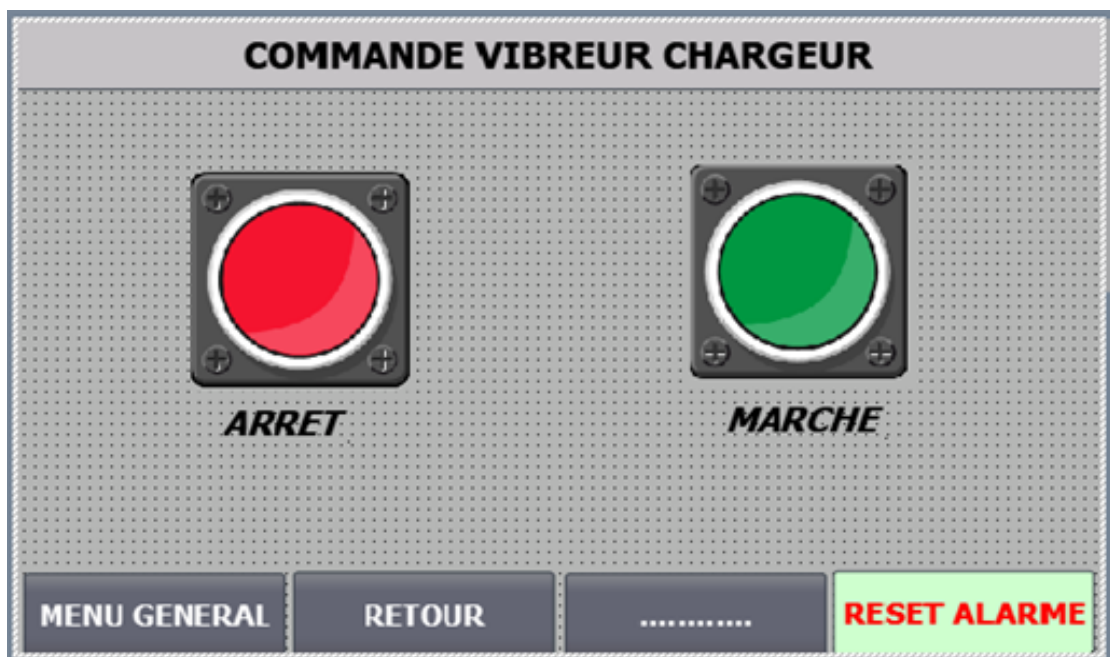 COMMANDE VIBREUR CHARGEUR
ARRET
MARCHE
MENU GENERAL
RETOUR
...........
RESET ALARME